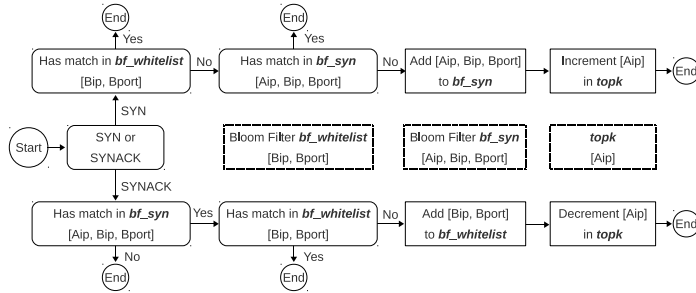 End
End
Yes
Yes
Has match in bf_whitelist
[Bip, Bport]
No
Has match in bf_syn
[Aip, Bip, Bport]
No
Add [Aip, Bip, Bport]
to bf_syn
Increment [Aip]
in topk
End
SYN
Start
SYN or
SYNACK
Bloom Filter bf_whitelist
[Bip, Bport]
Bloom Filter bf_syn
[Aip, Bip, Bport]
topk
[Aip]
SYNACK
Has match in bf_syn
[Aip, Bip, Bport]
Yes
Has match in bf_whitelist
[Bip, Bport]
No
Add [Bip, Bport]
to bf_whitelist
Decrement [Aip]
in topk
End
No
Yes
End
End